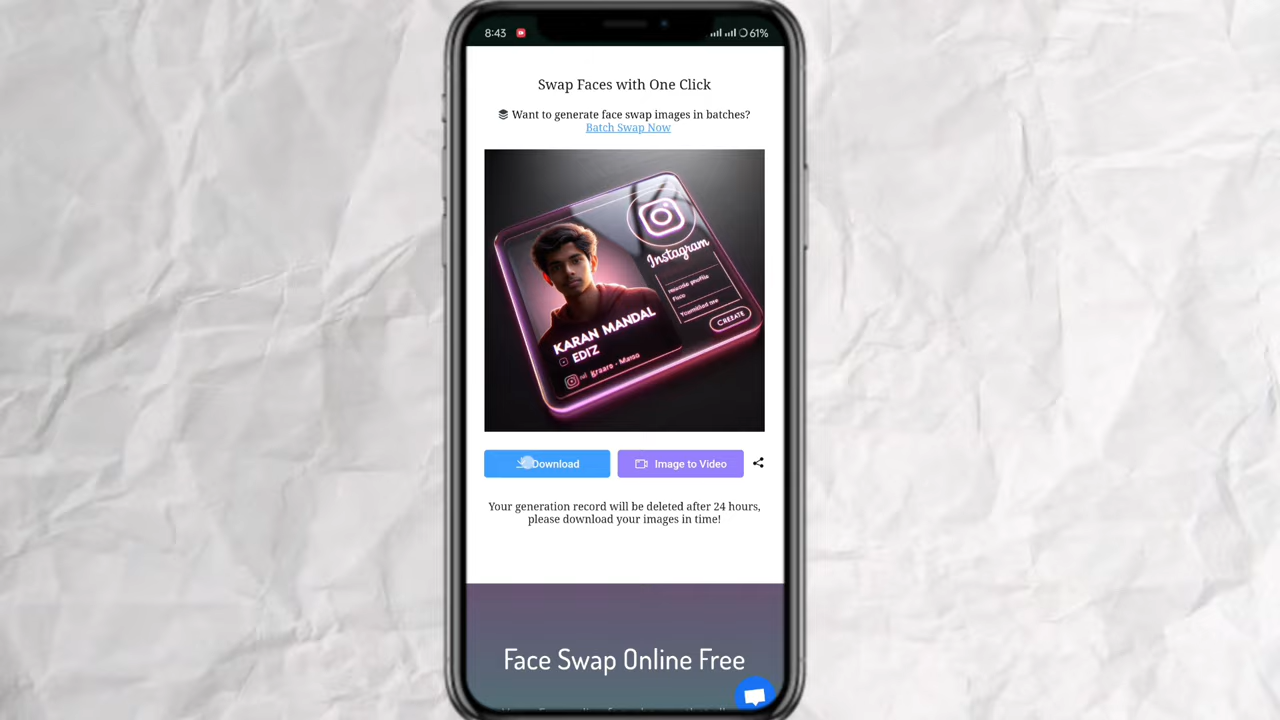 8:43
61%
Swap Faces with One Click
Want to generate face swap images in batches?
Batch Swap Now
Instagram
KARAN MANDAL
EDIZ
CREEATE
Download
Image to Video
Your generation record will be deleted after 24 hours,
please download your images in time!
Face Swap Online Free